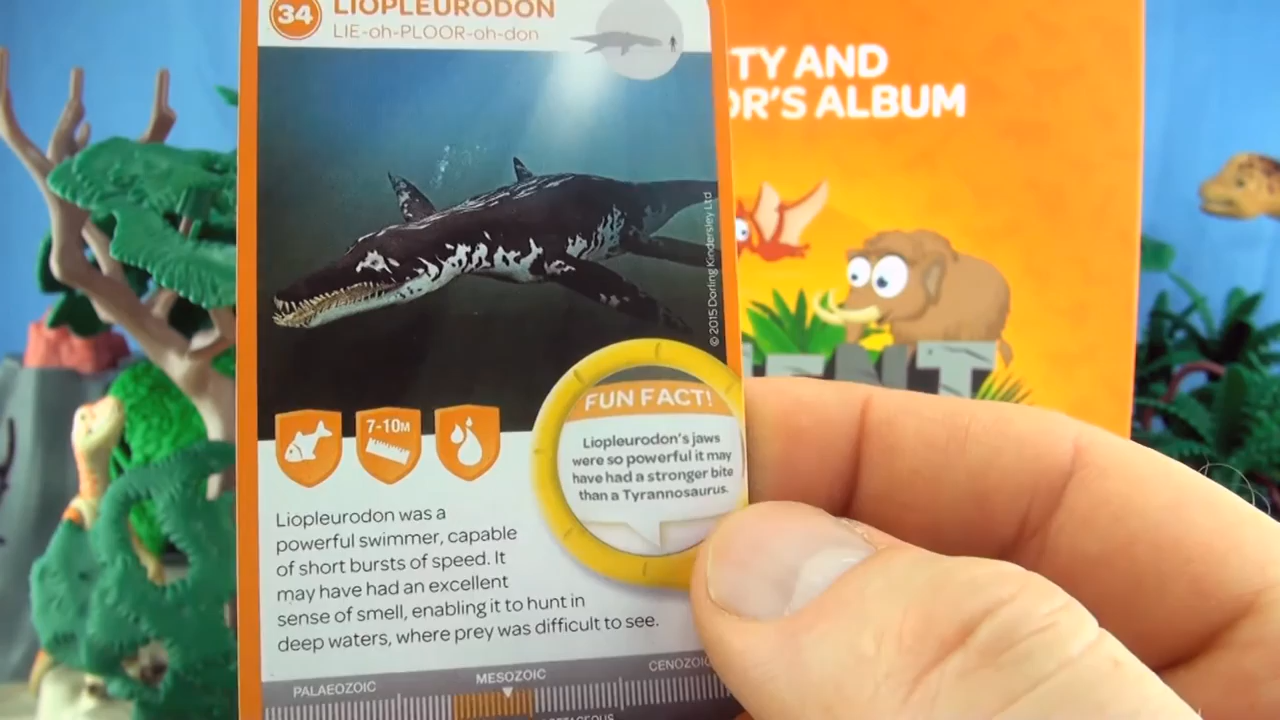 34
LIOPLEURODON
LIE-oh-PLOOR-oh-don
TY AND
OR'S ALBUM
© 2015 Dorling Kindersley Ltd
7-10M
FUN FACT!
Liopleurodon's jaws
were so powerful it may
have had a stronger bite
than a Tyrannosaurus.
Liopleurodon was a
powerful swimmer, capable
of short bursts of speed. It
may have had an excellent
sense of smell, enabling it to hunt in
deep waters, where prey was difficult to see.
PALAEOZOIC
MESOZOIC
CENOZOIC